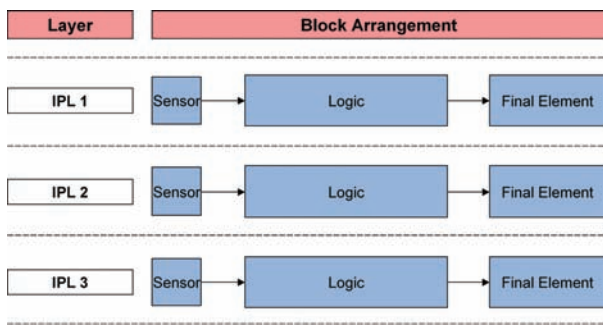 Layer Block Arrangement
IPL 1 Sensor Logic Final Element
IPL 2 Sensor Logic Final Element
IPL 3 Sensor Logic Final Element